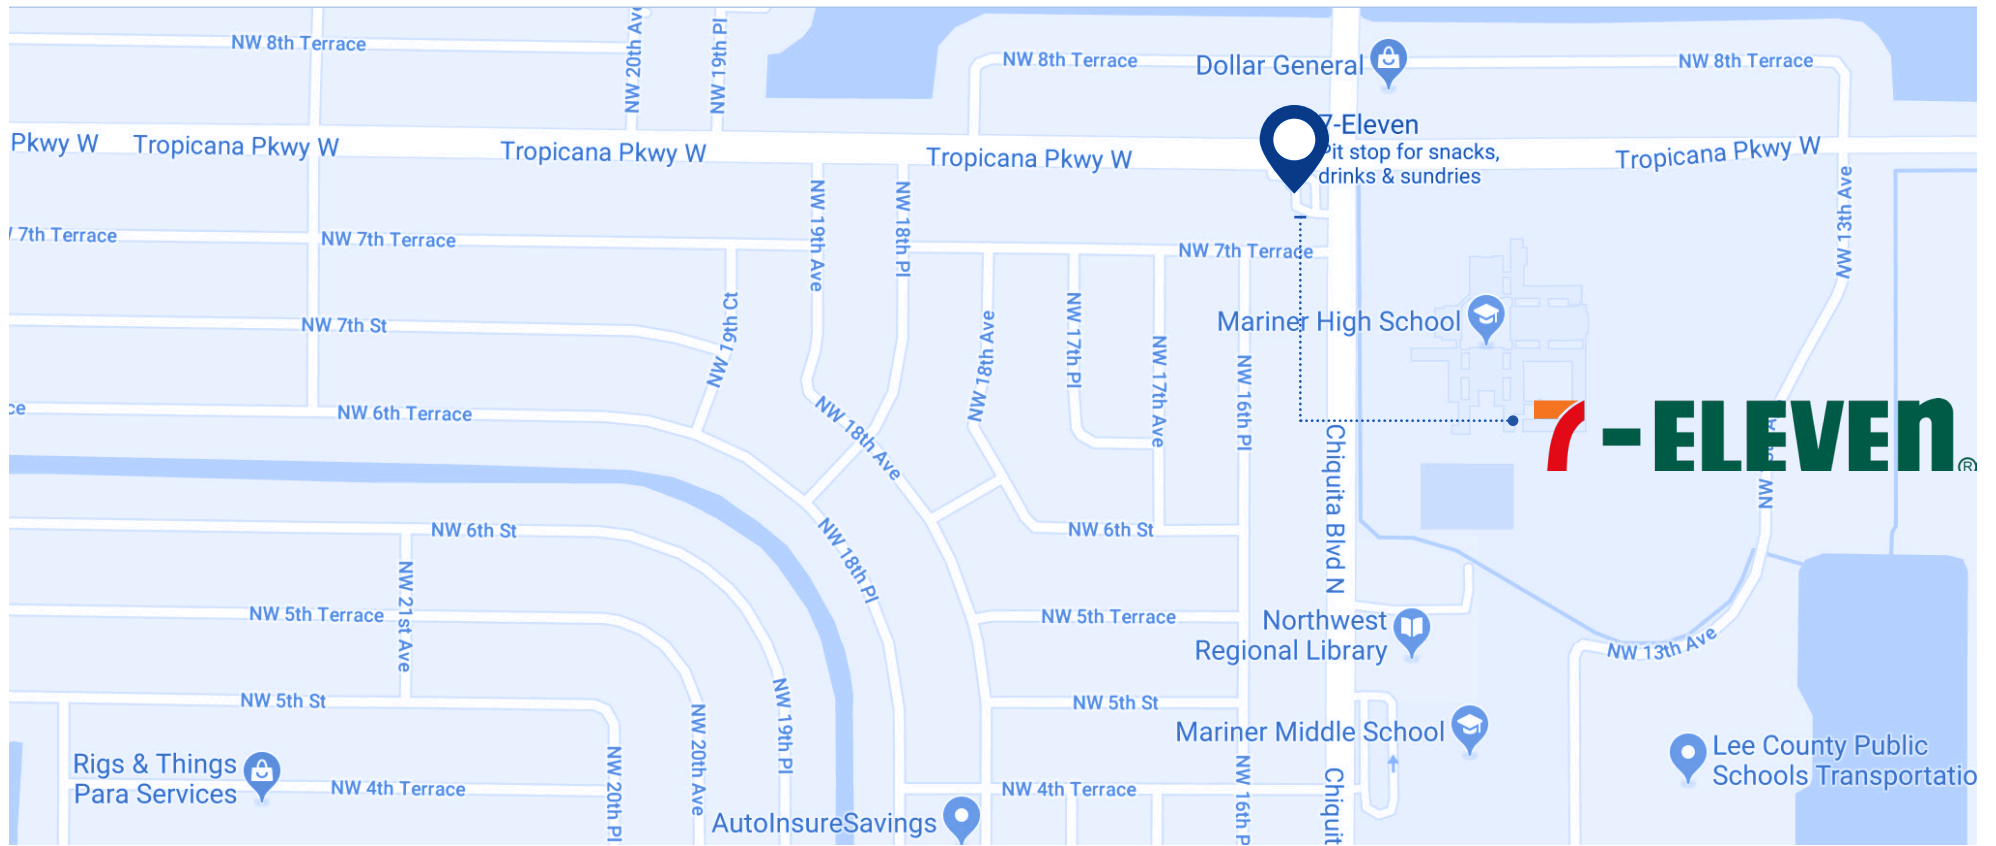 NW 8th Terrace
NW 20th Ave
NW 19th Pl
NW 8th Terrace
Dollar General
NW 8th Terrace
7-Eleven
Pit stop for snacks,
drinks & sundries
Pkwy W
Tropicana Pkwy W
Tropicana Pkwy W
Tropicana Pkwy W
Tropicana Pkwy W
NW 19th Ave
NW 18th Pl
NW 13th Ave
7th Terrace
NW 7th Terrace
NW 7th Terrace
NW 7th St
NW 19th Ct
NW 18th Ave
NW 17th Pl
NW 17th Ave
NW 16th Pl
Mariner High School
NW 6th Terrace
NW 18th Ave
Chiquita Blvd N
7-ELEVEn®
NW
NW 6th St
NW 18th Pl
NW 6th St
NW 21st Ave
NW 5th Terrace
NW 5th Terrace
Northwest
Regional Library
NW 13th Ave
NW 5th St
NW 20th Pl
NW 20th Ave
NW 19th Pl
NW 5th St
Mariner Middle School
Rigs & Things
Para Services
NW 4th Terrace
NW 4th Terrace
NW 16th P
Chiquit
Lee County Public
Schools Transportatio
AutoInsureSavings